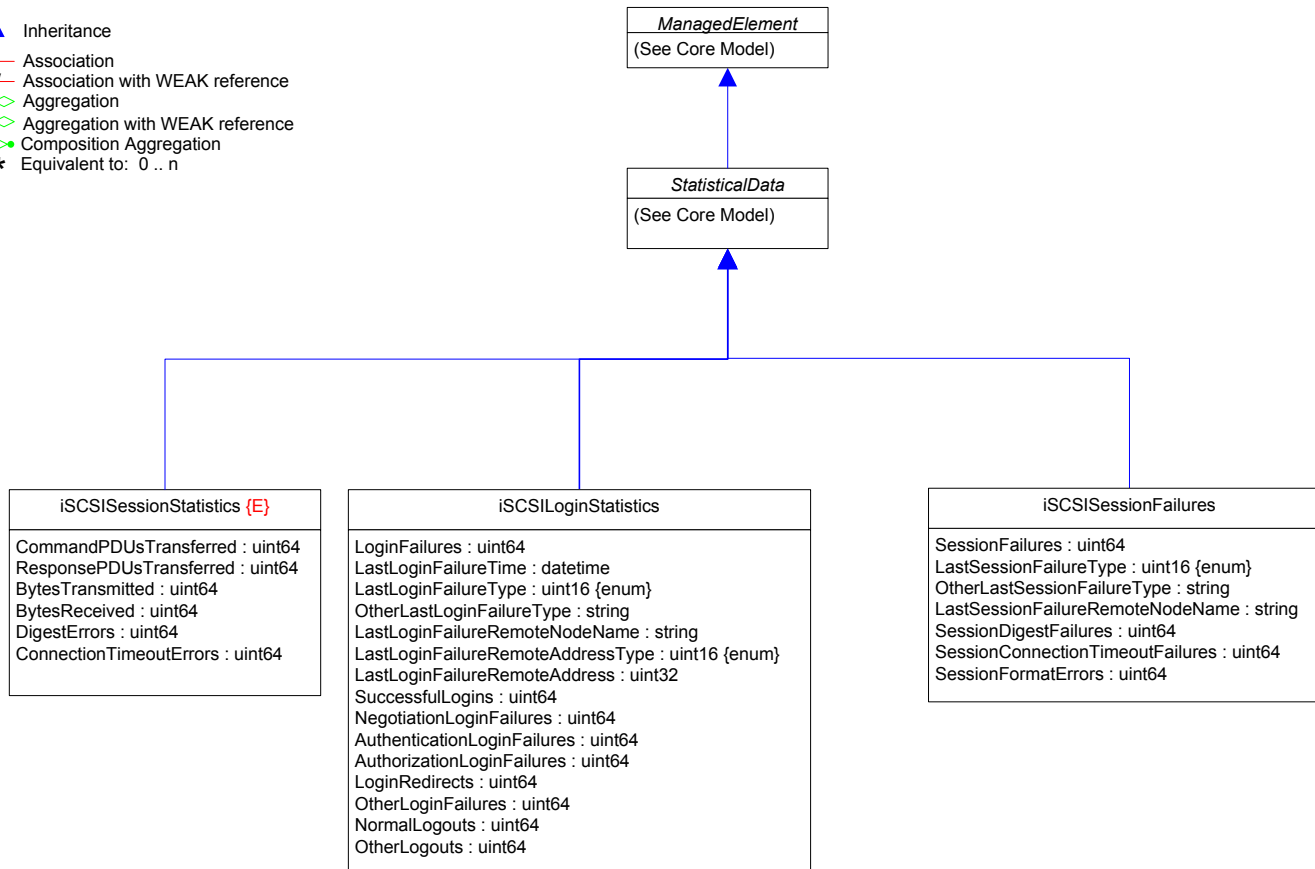 Inheritance
Association
Association with WEAK reference
Aggregation
Aggregation with WEAK reference
Composition Aggregation
* Equivalent to: 0 .. n
ManagedElement
(See Core Model)
StatisticalData
(See Core Model)
iSCSISessionStatistics {E}
CommandPDUsTransferred : uint64
ResponsePDUsTransferred : uint64
BytesTransmitted : uint64
BytesReceived : uint64
DigestErrors : uint64
ConnectionTimeoutErrors : uint64
iSCSILoginStatistics
LoginFailures : uint64
LastLoginFailureTime : datetime
LastLoginFailureType : uint16 {enum}
OtherLastLoginFailureType : string
LastLoginFailureRemoteNodeName : string
LastLoginFailureRemoteAddressType : uint16 {enum}
LastLoginFailureRemoteAddress : uint32
SuccessfulLogins : uint64
NegotiationLoginFailures : uint64
AuthenticationLoginFailures : uint64
AuthorizationLoginFailures : uint64
LoginRedirects : uint64
OtherLoginFailures : uint64
NormalLogouts : uint64
OtherLogouts : uint64
iSCSISessionFailures
SessionFailures : uint64
LastSessionFailureType : uint16 {enum}
OtherLastSessionFailureType : string
LastSessionFailureRemoteNodeName : string
SessionDigestFailures : uint64
SessionConnectionTimeoutFailures : uint64
SessionFormatErrors : uint64